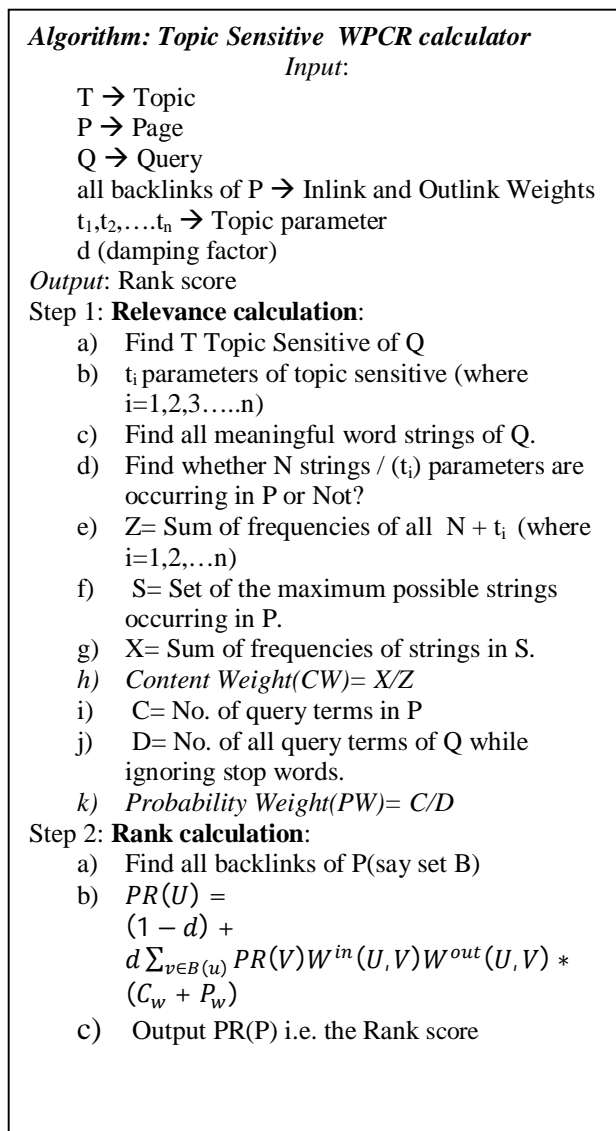 Algorithm: Topic Sensitive WPCR calculator
Input:
T → Topic
P → Page
Q → Query
all backlinks of P → Inlink and Outlink Weights
t₁,t₂,….tₙ → Topic parameter
d (damping factor)
Output: Rank score
Step 1: Relevance calculation:
a) Find T Topic Sensitive of Q
b) tᵢ parameters of topic sensitive (where
i=1,2,3…..n)
c) Find all meaningful word strings of Q.
d) Find whether N strings / (tᵢ) parameters are
occurring in P or Not?
e) Z= Sum of frequencies of all N + tᵢ (where
i=1,2,…n)
f) S= Set of the maximum possible strings
occurring in P.
g) X= Sum of frequencies of strings in S.
h) Content Weight(CW)= X/Z
i) C= No. of query terms in P
j) D= No. of all query terms of Q while
ignoring stop words.
k) Probability Weight(PW)= C/D
Step 2: Rank calculation:
a) Find all backlinks of P(say set B)
b) PR(U) =
(1 − d) +
d ∑_{v∈B(u)} PR(V)W^{in}(U,V)W^{out}(U,V) ∗
(C_w + P_w)
c) Output PR(P) i.e. the Rank score